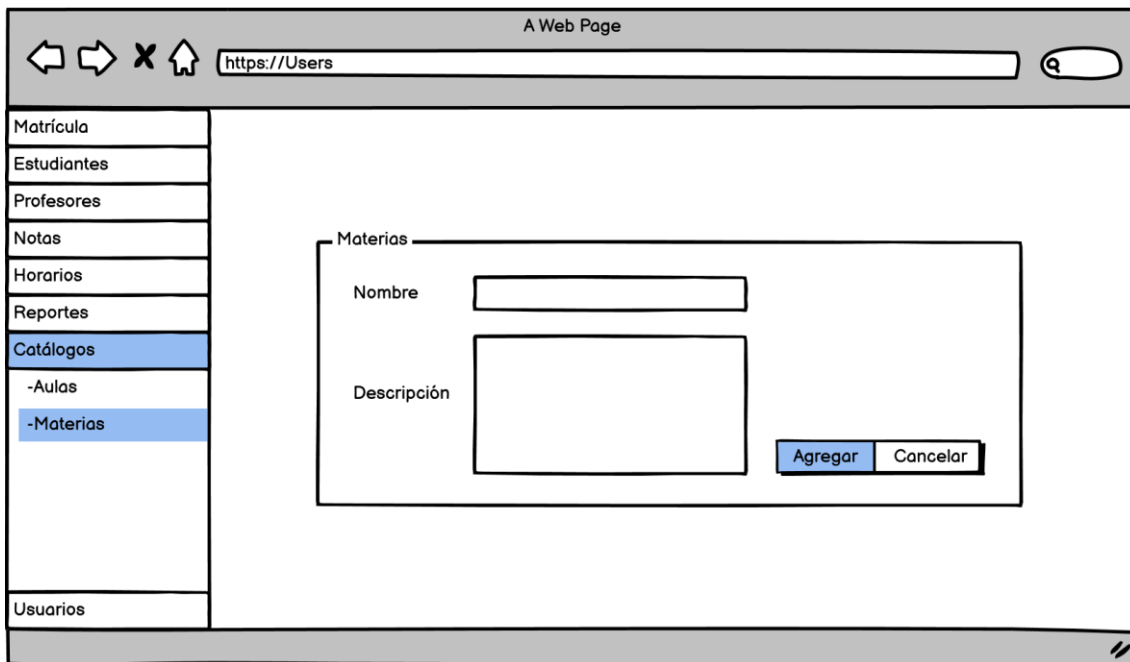 A Web Page
https://Users
Matrícula
Estudiantes
Profesores
Notas
Horarios
Reportes
Catálogos
-Aulas
-Materias
Usuarios
Materias
Nombre
Descripción
Agregar
Cancelar